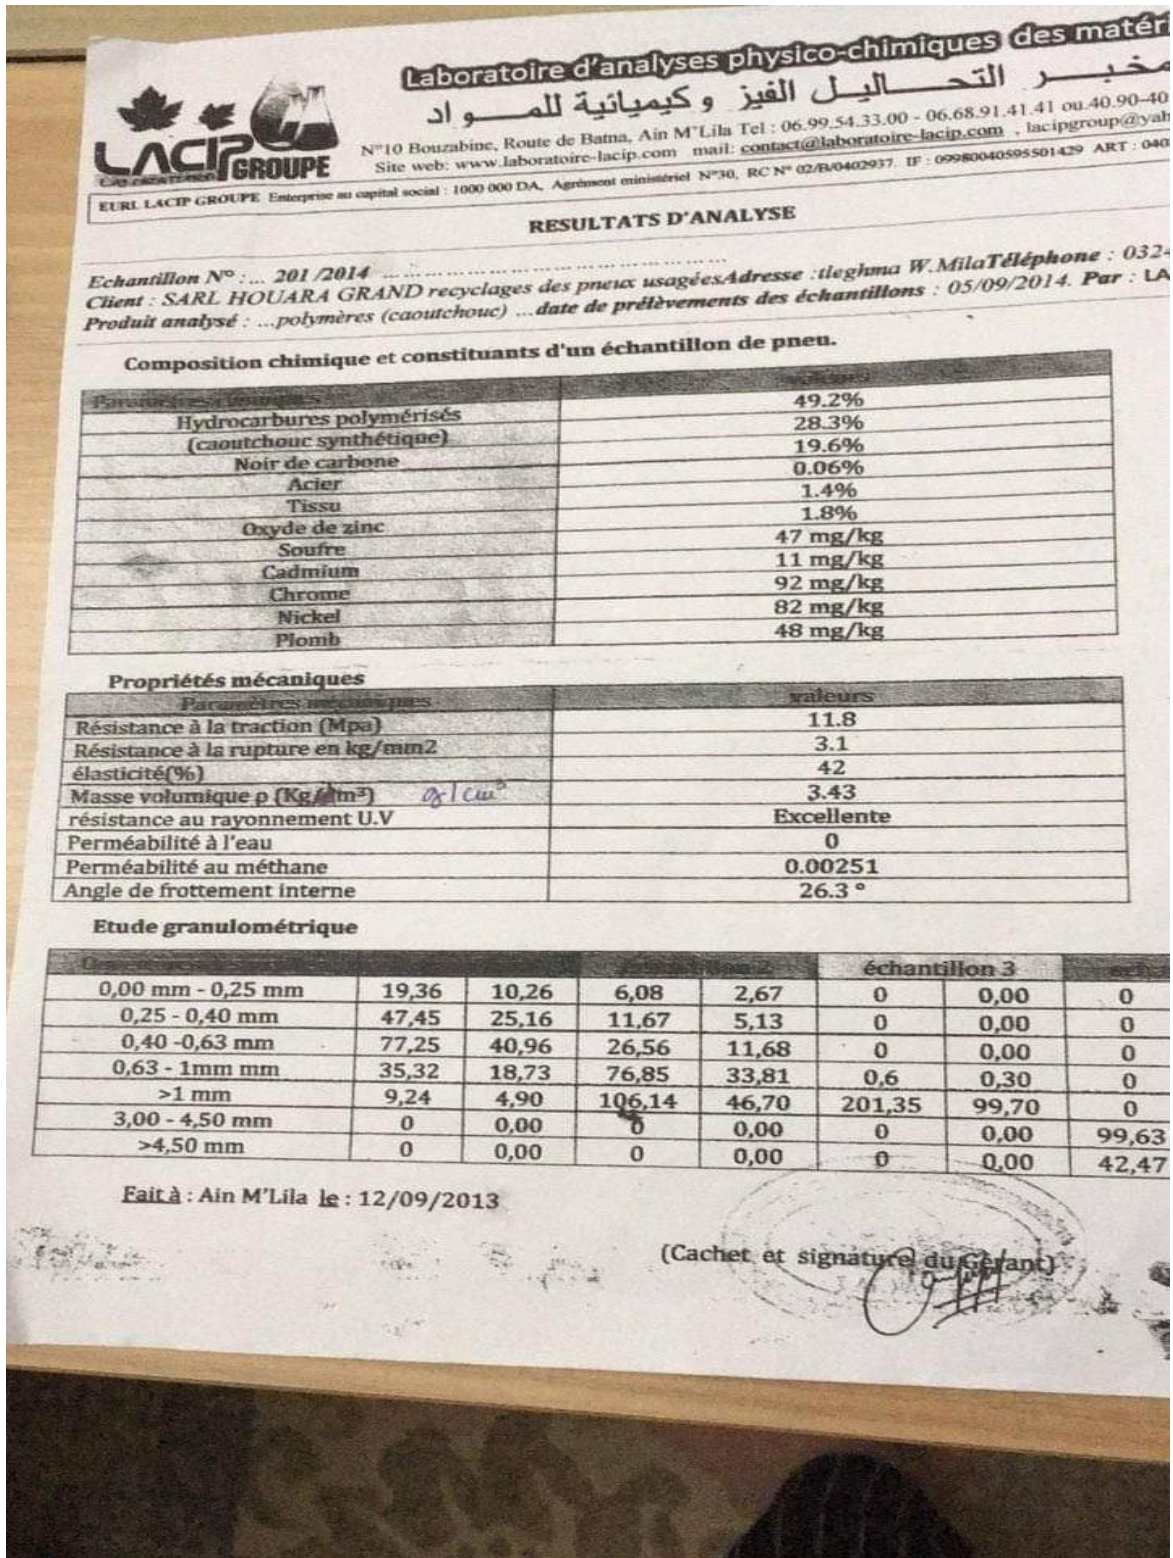 Laboratoire d'analyses physico-chimiques des matéri
مخبر التحاليل الفيز و كيميائية للمواد
LACIP GROUPE
N°10 Bouzabine, Route de Batna, Ain M'Lila Tel : 06.99.54.33.00 - 06.68.91.41.41 ou.40.90-40
Site web: www.laboratoire-lacip.com mail: contact@laboratoire-lacip.com , lacipgroup@yah
EURL LACIP GROUPE Enterprise au capital social : 1000 000 DA, Agrément ministériel N°30, RC N° 02/B/0402937. IF : 09980040595501429 ART : 040
RESULTATS D'ANALYSE
Echantillon N° :... 201 /2014 ...
Client : SARL HOUARA GRAND recyclages des pneux usagéesAdresse :tleghma W.MilaTéléphone : 032
Produit analysé : ...polymères (caoutchouc) ...date de prélèvements des échantillons : 05/09/2014. Par : LA
Composition chimique et constituants d'un échantillon de pneu.
valeurs
Hydrocarbures polymérisés 49.2%
(caoutchouc synthétique) 28.3%
Noir de carbone 19.6%
Acier 0.06%
Tissu 1.4%
Oxyde de zinc 1.8%
Soufre 47 mg/kg
Cadmium 11 mg/kg
Chrome 92 mg/kg
Nickel 82 mg/kg
Plomb 48 mg/kg
Propriétés mécaniques
Paramètres mécaniques valeurs
Résistance à la traction (Mpa) 11.8
Résistance à la rupture en kg/mm2 3.1
élasticité(%) 42
Masse volumique ρ (Kg/dm³) g/cm³ 3.43
résistance au rayonnement U.V Excellente
Perméabilité à l'eau 0
Perméabilité au méthane 0.00251
Angle de frottement interne 26.3 °
Etude granulométrique
échantillon 3
0,00 mm - 0,25 mm 19,36 10,26 6,08 2,67 0 0,00 0
0,25 - 0,40 mm 47,45 25,16 11,67 5,13 0 0,00 0
0,40 -0,63 mm 77,25 40,96 26,56 11,68 0 0,00 0
0,63 - 1mm mm 35,32 18,73 76,85 33,81 0,6 0,30 0
>1 mm 9,24 4,90 106,14 46,70 201,35 99,70 0
3,00 - 4,50 mm 0 0,00 0 0,00 0 0,00 99,63
>4,50 mm 0 0,00 0 0,00 0 0,00 42,47
Fait à : Ain M'Lila le : 12/09/2013
(Cachet et signature du Gérant)